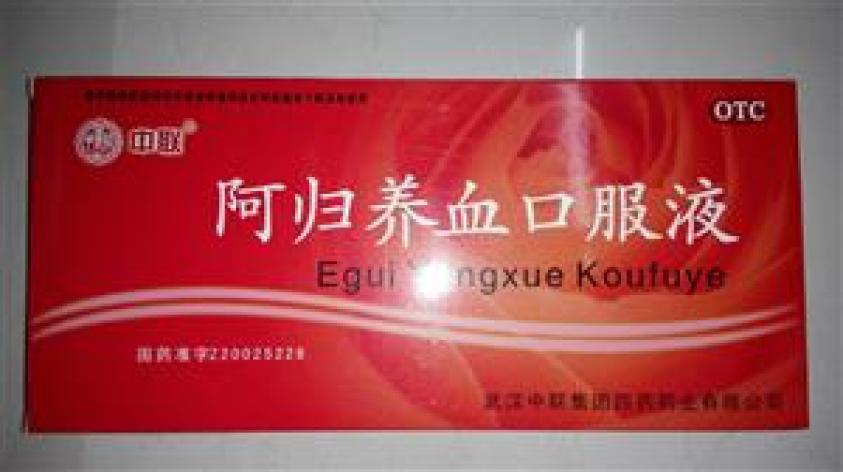 OTC
中联®
阿归养血口服液
Egui Yangxue Koufuye
国药准字Z20025228
武汉中联集团四药药业有限公司